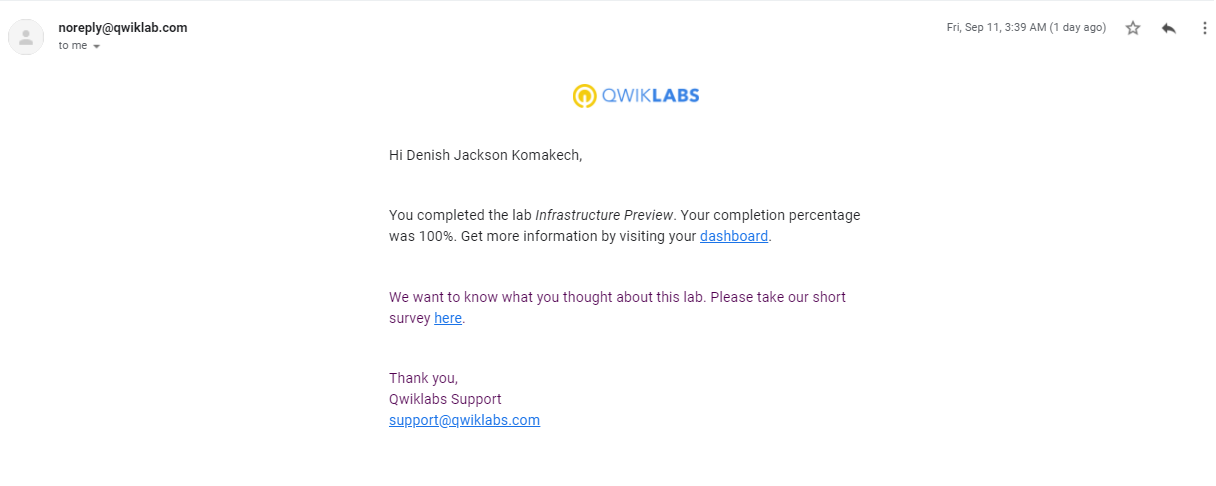 noreply@qwiklab.com
Fri, Sep 11, 3:39 AM (1 day ago)
to me
QWIKLABS
Hi Denish Jackson Komakech,
You completed the lab Infrastructure Preview. Your completion percentage
was 100%. Get more information by visiting your dashboard.
We want to know what you thought about this lab. Please take our short
survey here.
Thank you,
Qwiklabs Support
support@qwiklabs.com